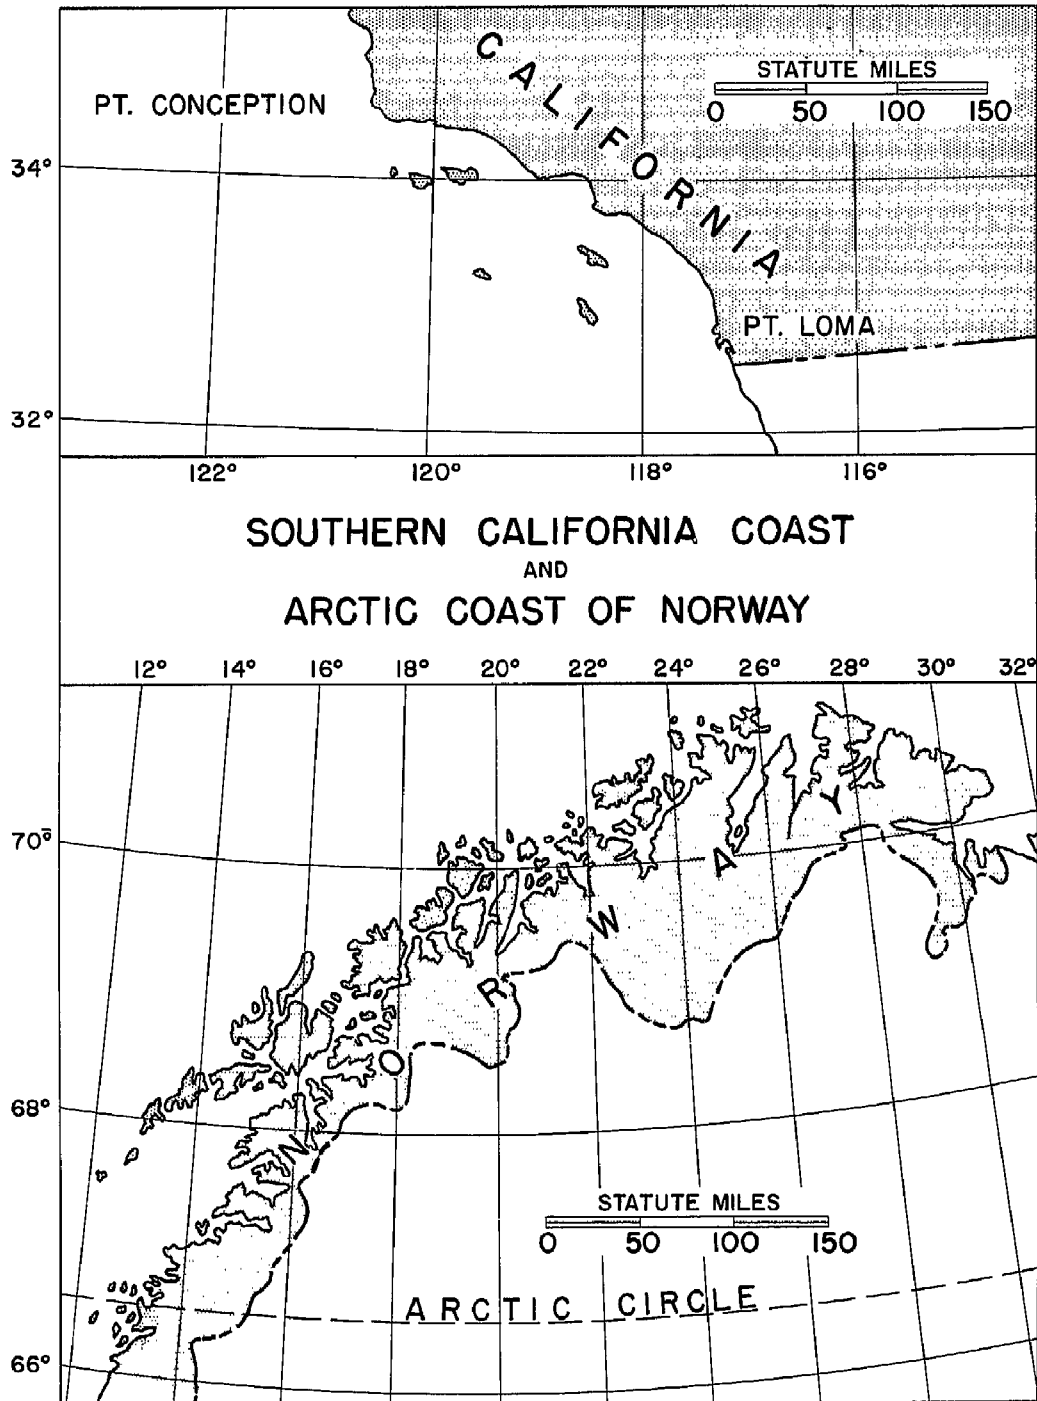 CALIFORNIA
STATUTE MILES
0 50 100 150
PT. CONCEPTION
34°
PT. LOMA
32°
122° 120° 118° 116°
SOUTHERN CALIFORNIA COAST
AND
ARCTIC COAST OF NORWAY
12° 14° 16° 18° 20° 22° 24° 26° 28° 30° 32°
70°
NORWAY
68°
STATUTE MILES
0 50 100 150
ARCTIC CIRCLE
66°